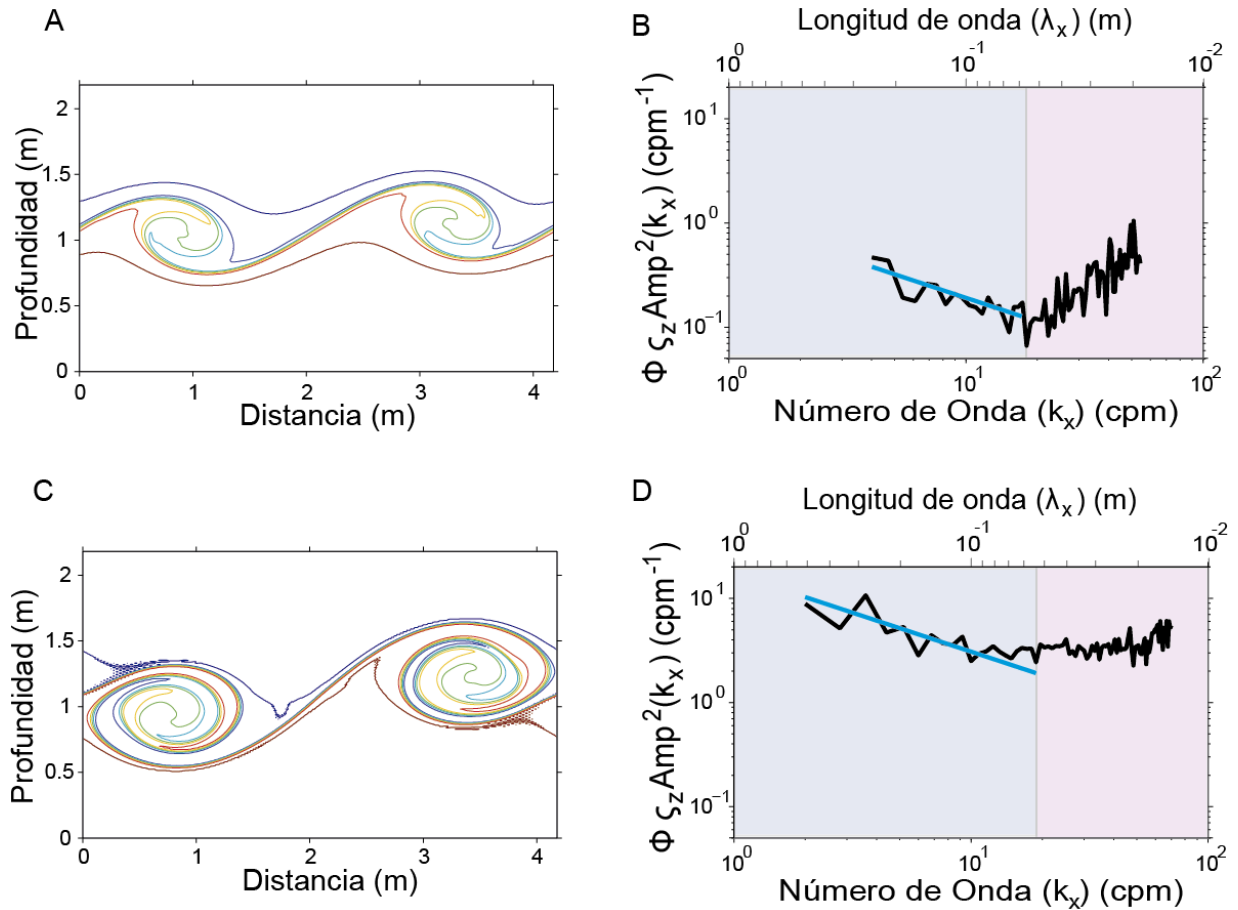 A
Profundidad (m)
2
1.5
1
0.5
0
0 1 2 3 4
Distancia (m)
B
Longitud de onda (λx) (m)
10^0 10^-1 10^-2
Φ ςz Amp^2(kx) (cpm^-1)
10^1
10^0
10^-1
10^0 10^1 10^2
Número de Onda (kx) (cpm)
C
Profundidad (m)
2
1.5
1
0.5
0
0 1 2 3 4
Distancia (m)
D
Longitud de onda (λx) (m)
10^0 10^-1 10^-2
Φ ςz Amp^2(kx) (cpm^-1)
10^1
10^0
10^-1
10^0 10^1 10^2
Número de Onda (kx) (cpm)